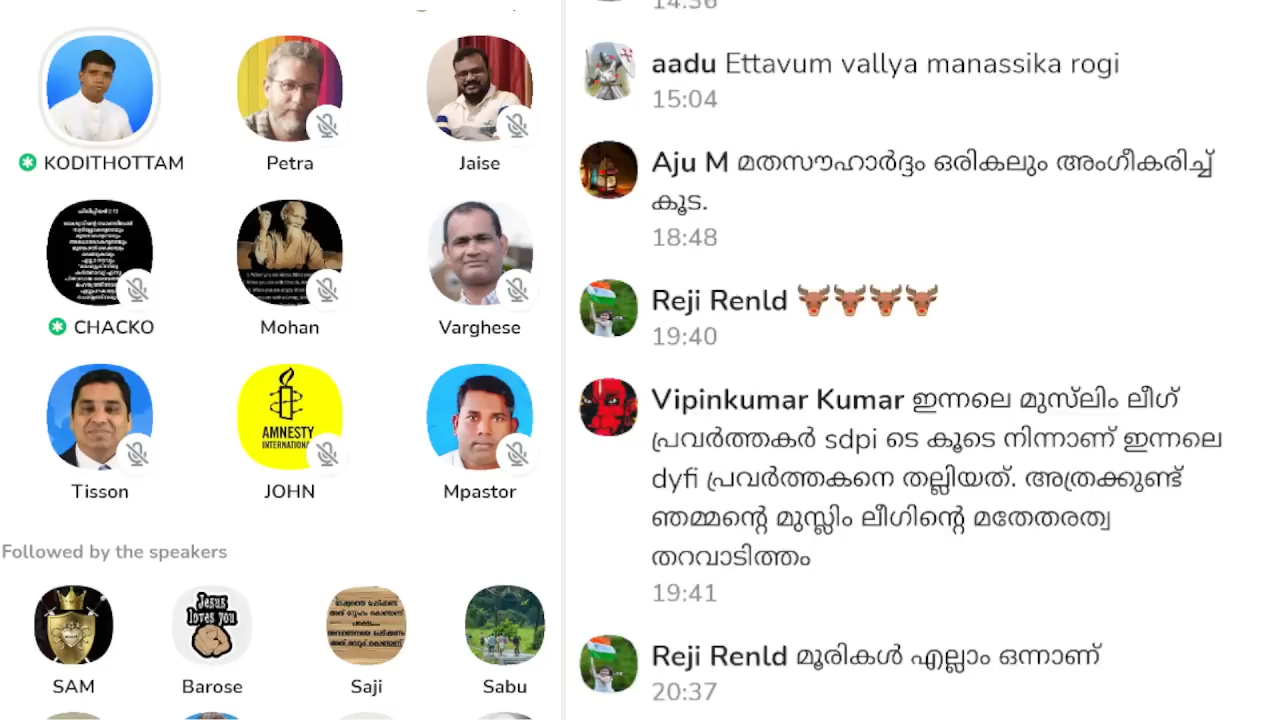 KODITHOTTAM
Petra
Jaise
CHACKO
Mohan
Varghese
AMNESTY
INTERNATIONAL
Tisson
JOHN
Mpastor
Followed by the speakers
Jesus
loves you
SAM
Barose
Saji
Sabu
14:36
aadu Ettavum vallya manassika rogi
15:04
Aju M മതസൗഹാർദ്ദം ഒരികലും അംഗീകരിച്ച്
കൂട.
18:48
Reji Renld 🐮🐮🐮🐮
19:40
Vipinkumar Kumar ഇന്നലെ മുസ്‌ലിം ലീഗ്
പ്രവർത്തകർ sdpi ടെ കൂടെ നിന്നാണ് ഇന്നലെ
dyfi പ്രവർത്തകനെ തല്ലിയത്. അത്രക്കുണ്ട്
ഞമ്മന്റെ മുസ്ലിം ലീഗിന്റെ മതേതരത്വ
തറവാടിത്തം
19:41
Reji Renld മൂരികൾ എല്ലാം ഒന്നാണ്
20:37